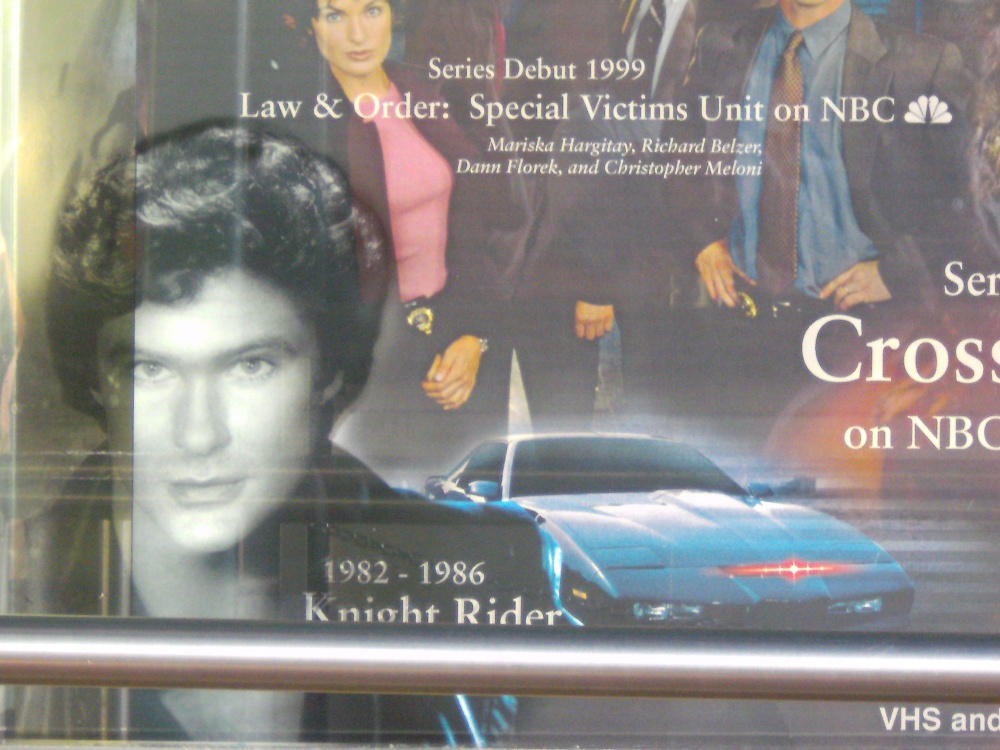 Series Debut 1999
Law & Order: Special Victims Unit on NBC
Mariska Hargitay, Richard Belzer,
Dann Florek, and Christopher Meloni
Ser
Cross
on NBC
1982 - 1986
Knight Rider
VHS and